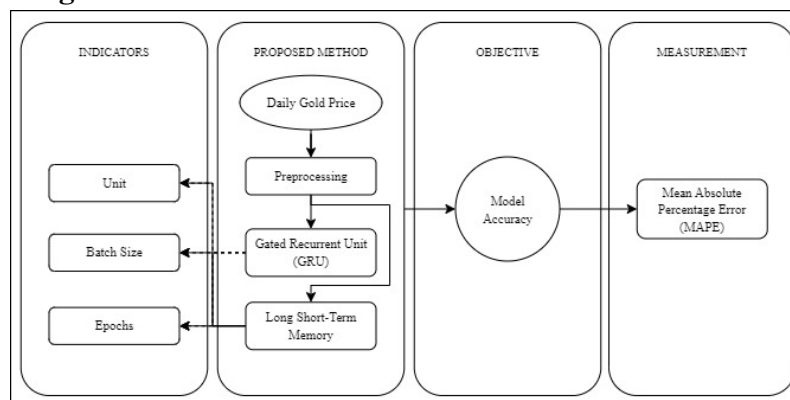 INDICATORS
Unit
Batch Size
Epochs
PROPOSED METHOD
Daily Gold Price
Preprocessing
Gated Recurrent Unit
(GRU)
Long Short-Term
Memory
OBJECTIVE
Model
Accuracy
MEASUREMENT
Mean Absolute
Percentage Error
(MAPE)